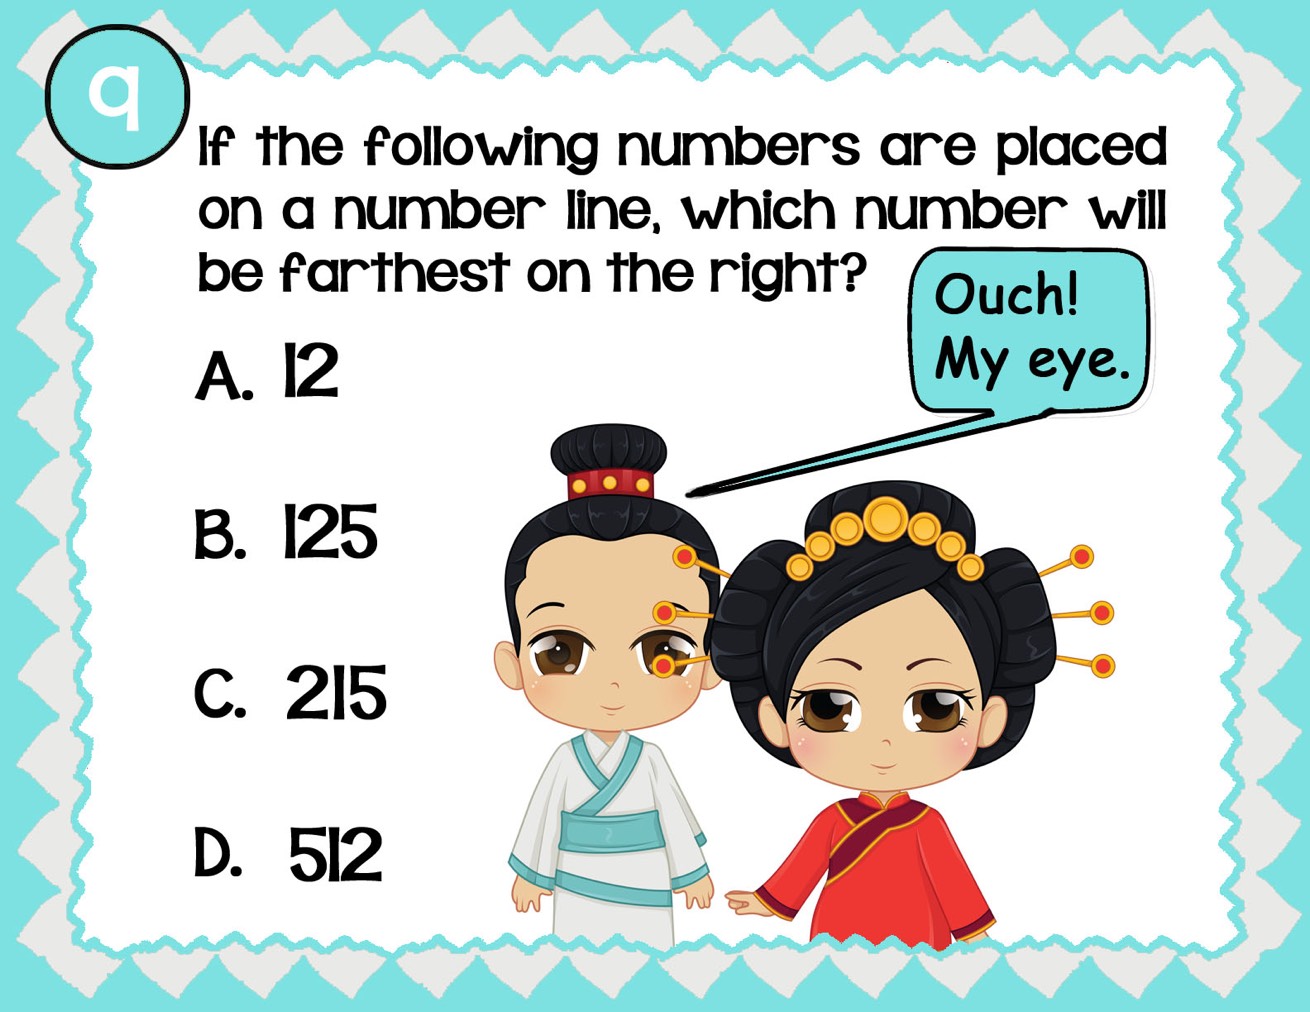 9
If the following numbers are placed
on a number line, which number will
be farthest on the right?
Ouch!
My eye.
A. 12
B. 125
C. 215
D. 512